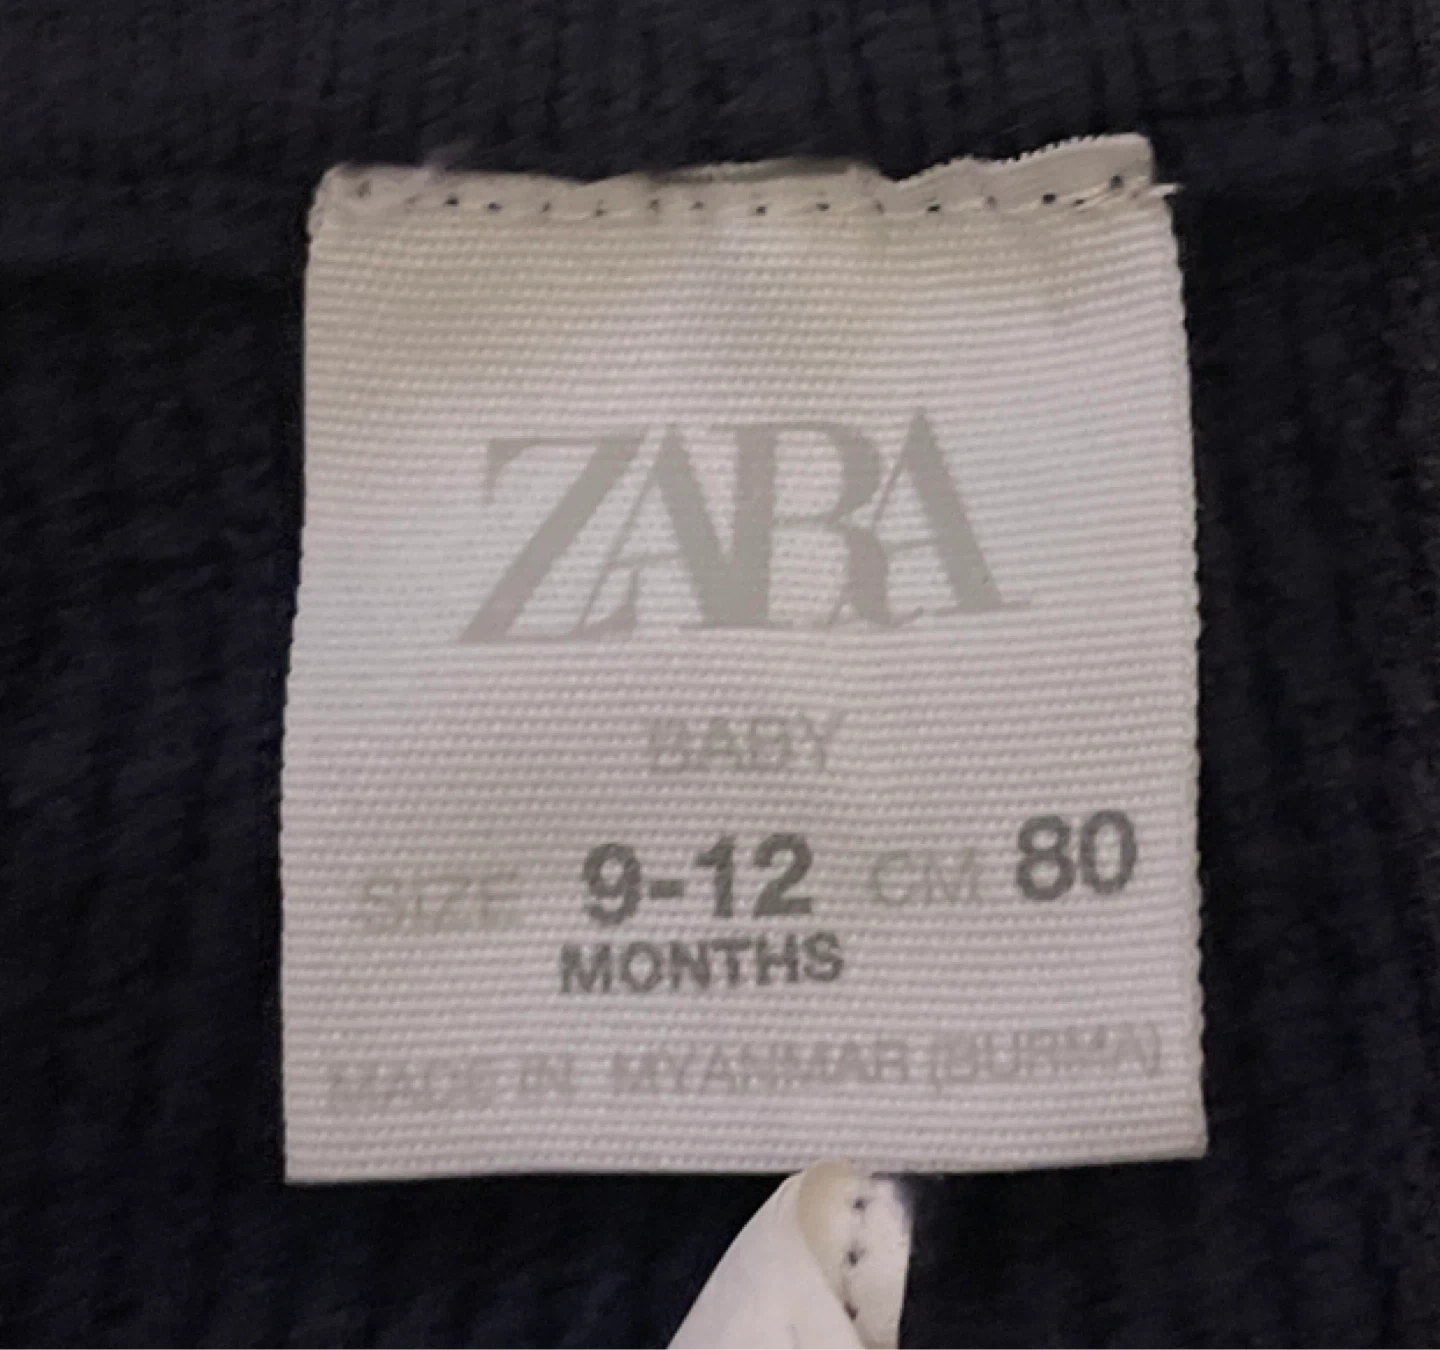 ZARA
BABY
SIZE 9-12 CM 80
MONTHS
MADE IN MYANMAR (BURMA)